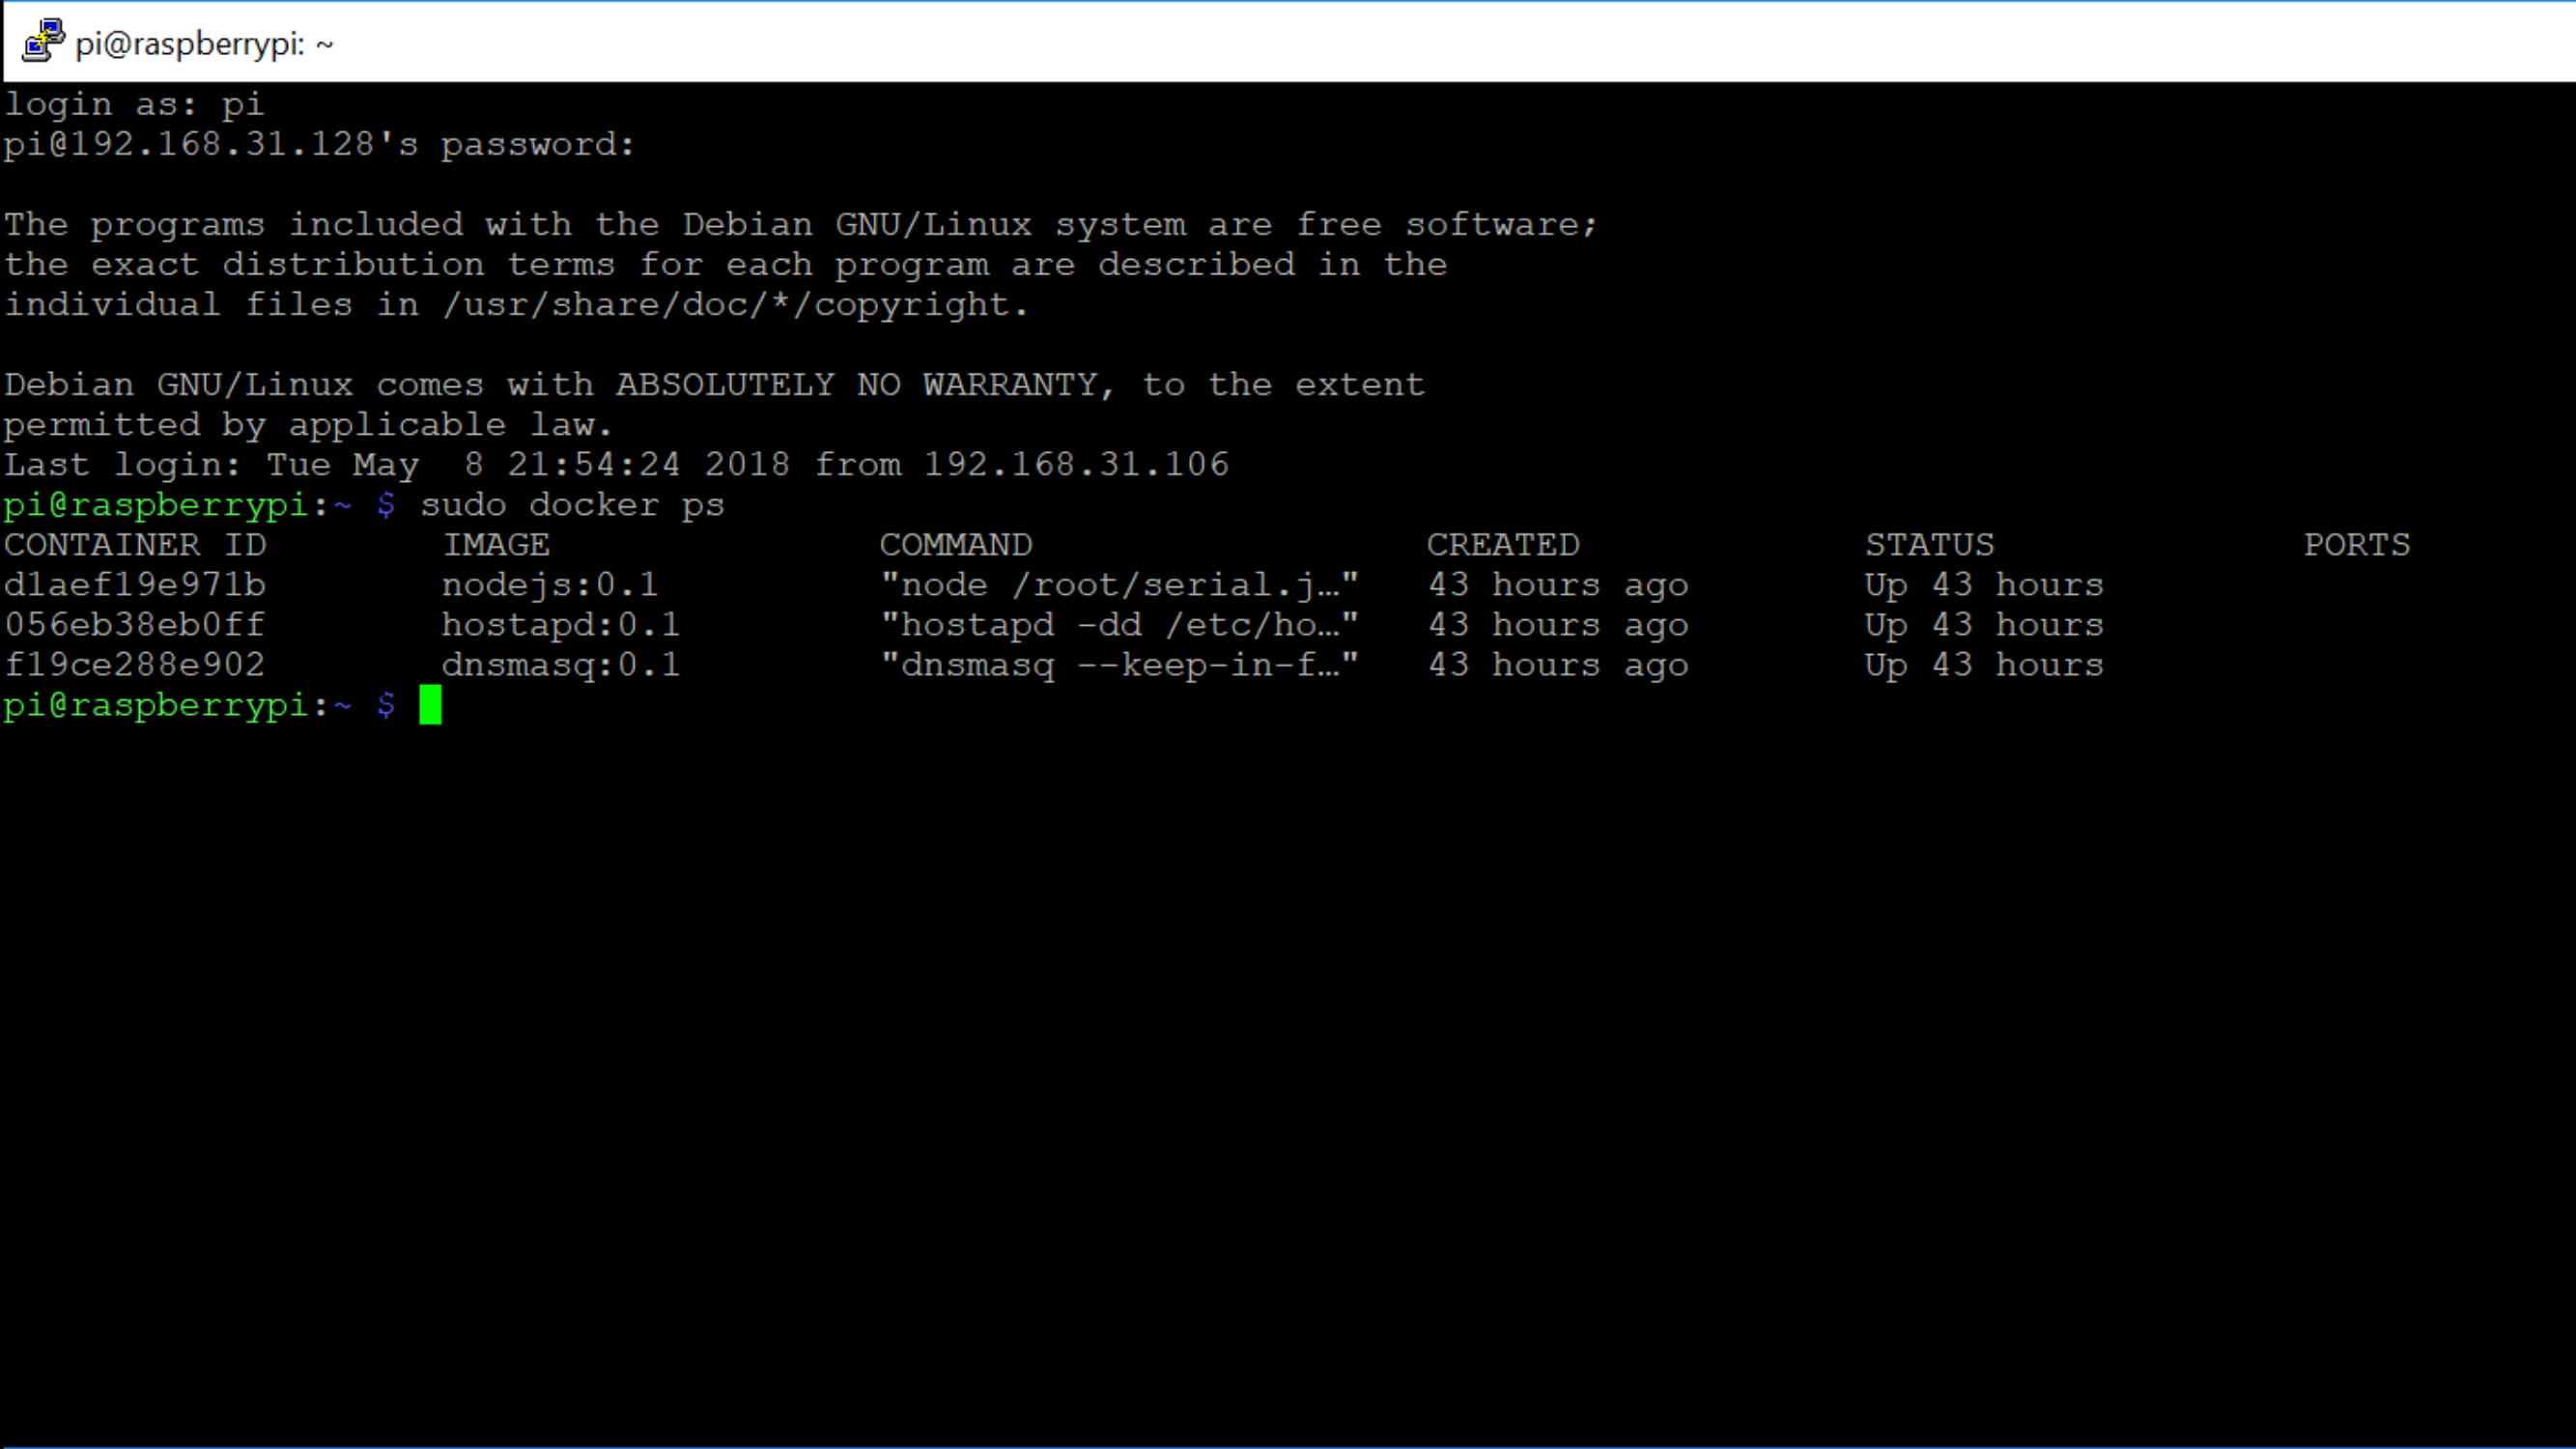 pi@raspberrypi: ~
login as: pi
pi@192.168.31.128's password:
The programs included with the Debian GNU/Linux system are free software;
the exact distribution terms for each program are described in the
individual files in /usr/share/doc/*/copyright.
Debian GNU/Linux comes with ABSOLUTELY NO WARRANTY, to the extent
permitted by applicable law.
Last login: Tue May  8 21:54:24 2018 from 192.168.31.106
pi@raspberrypi:~ $ sudo docker ps
CONTAINER ID        IMAGE               COMMAND                  CREATED             STATUS              PORTS
d1aef19e971b        nodejs:0.1          "node /root/serial.j…"   43 hours ago        Up 43 hours
056eb38eb0ff        hostapd:0.1         "hostapd -dd /etc/ho…"   43 hours ago        Up 43 hours
f19ce288e902        dnsmasq:0.1         "dnsmasq --keep-in-f…"   43 hours ago        Up 43 hours
pi@raspberrypi:~ $